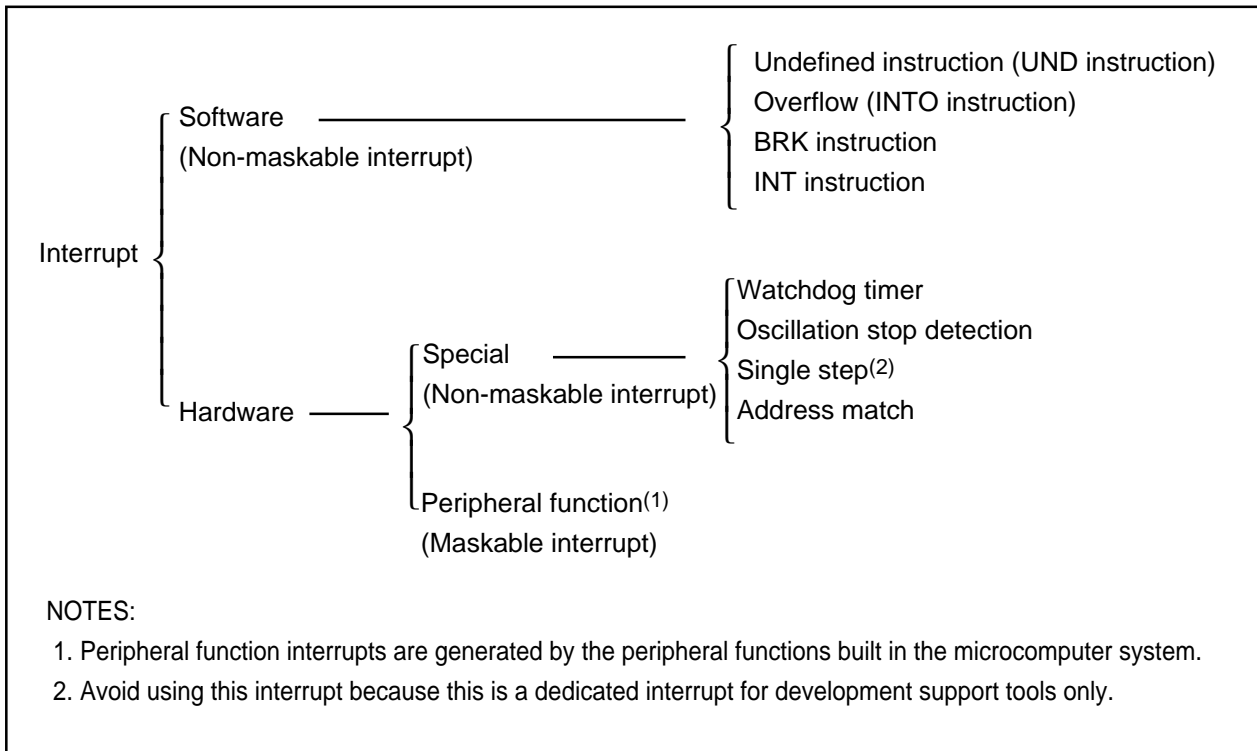 Interrupt
Software
(Non-maskable interrupt)
Undefined instruction (UND instruction)
Overflow (INTO instruction)
BRK instruction
INT instruction
Hardware
Special
(Non-maskable interrupt)
Watchdog timer
Oscillation stop detection
Single step(2)
Address match
Peripheral function(1)
(Maskable interrupt)
NOTES:
1. Peripheral function interrupts are generated by the peripheral functions built in the microcomputer system.
2. Avoid using this interrupt because this is a dedicated interrupt for development support tools only.